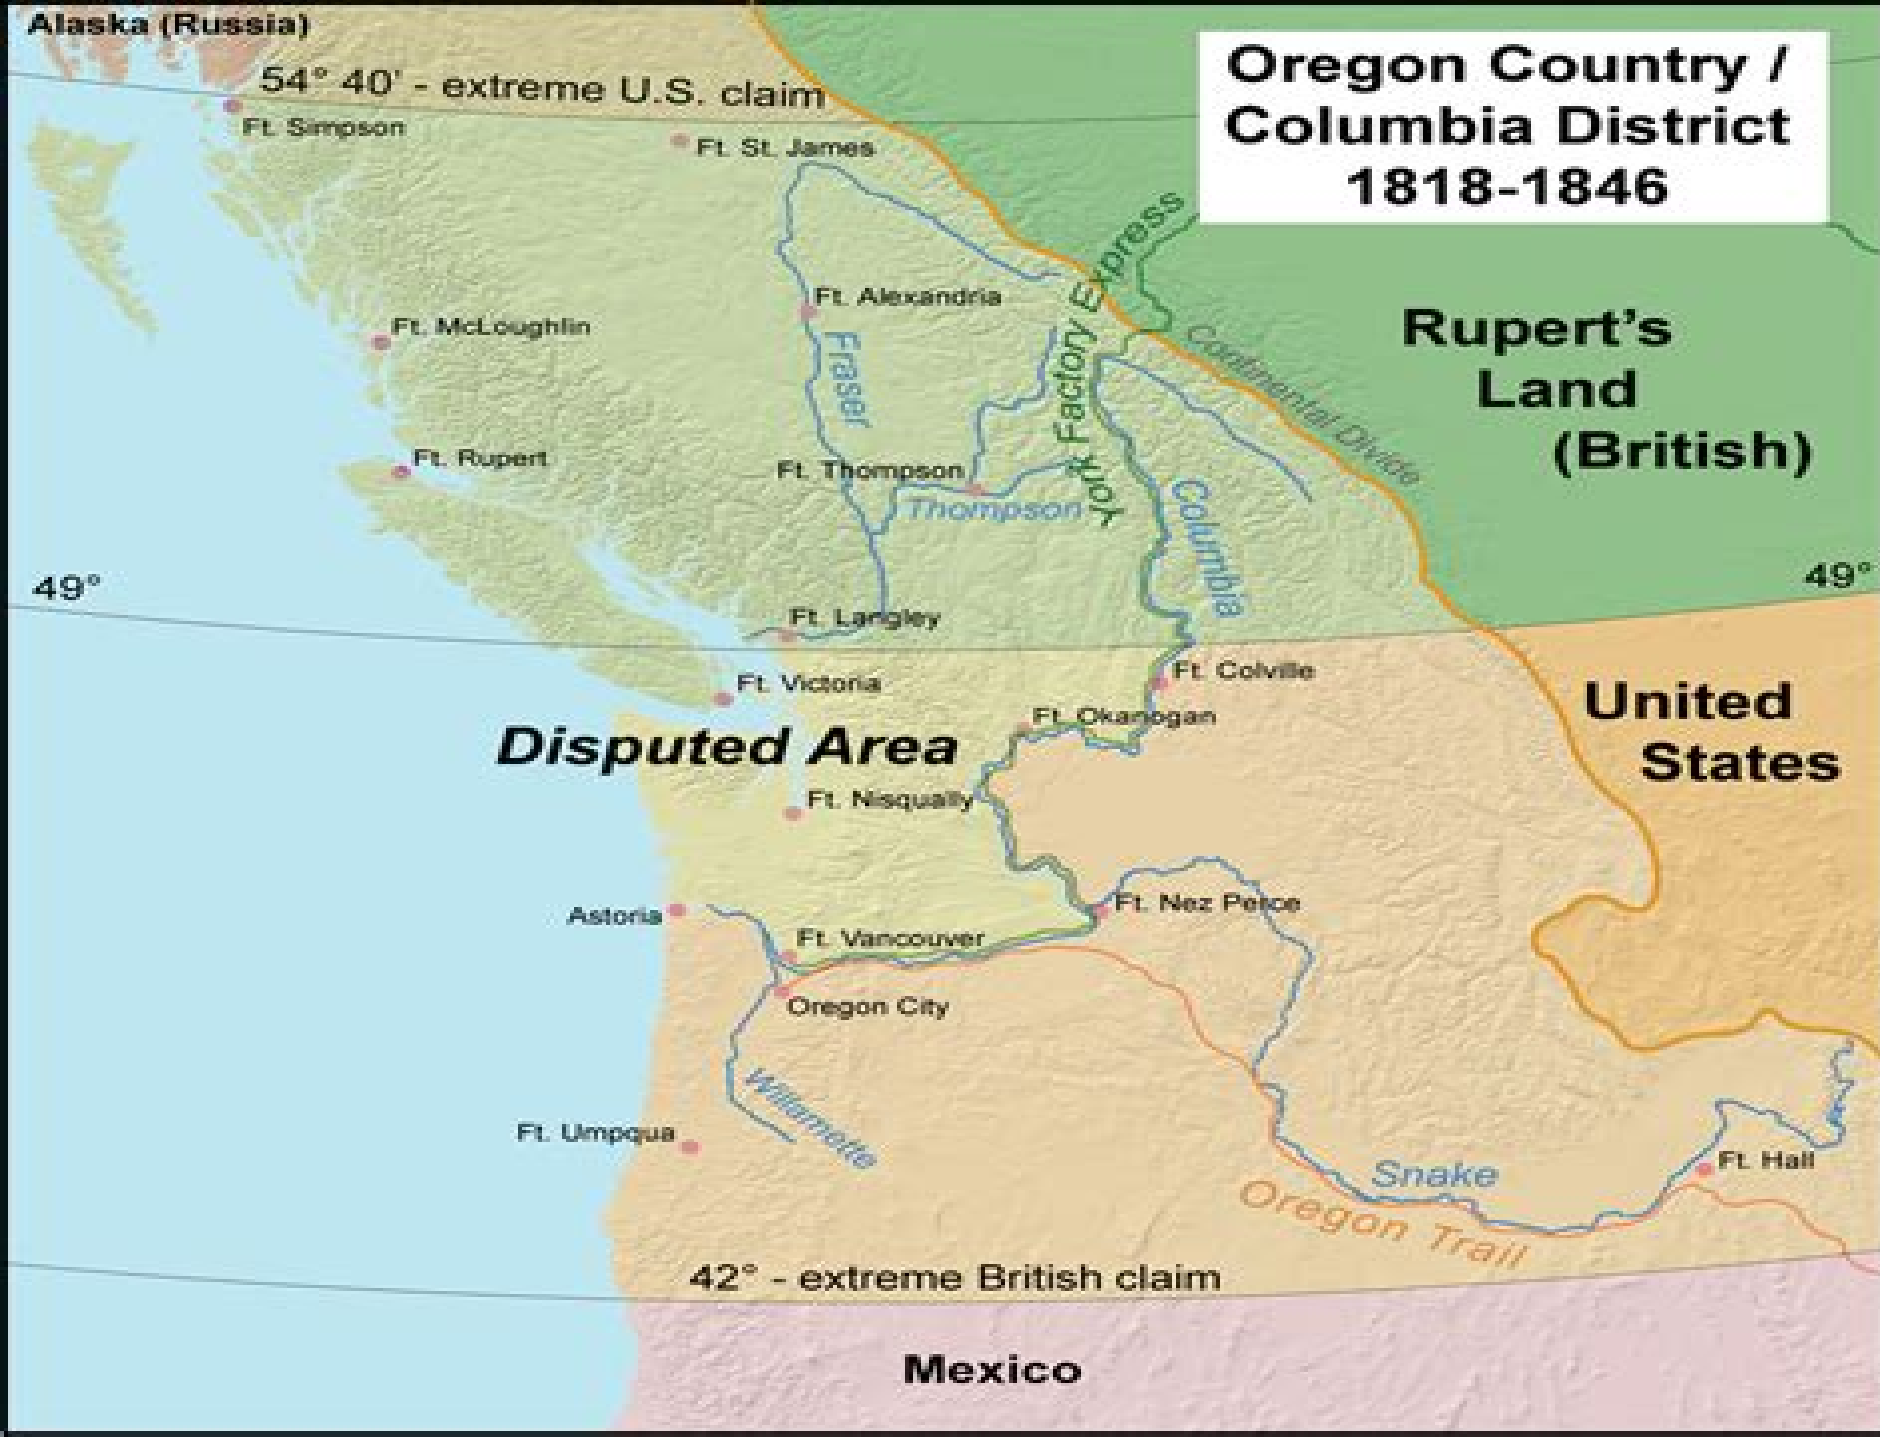 Alaska (Russia)
54° 40' - extreme U.S. claim
Oregon Country /
Columbia District
1818-1846
Ft. Simpson
Ft. St. James
York Factory Express
Ft. Alexandria
Ft. McLoughlin
Fraser
Continental Divide
Rupert's
Land
(British)
Ft. Rupert
Ft. Thompson
Thompson
Columbia
49°
49°
Ft. Langley
Ft. Colville
Ft. Victoria
Ft. Okanogan
United
States
Disputed Area
Ft. Nisqually
Astoria
Ft. Nez Perce
Ft. Vancouver
Oregon City
Willamette
Ft. Umpqua
Snake
Ft. Hall
Oregon Trail
42° - extreme British claim
Mexico